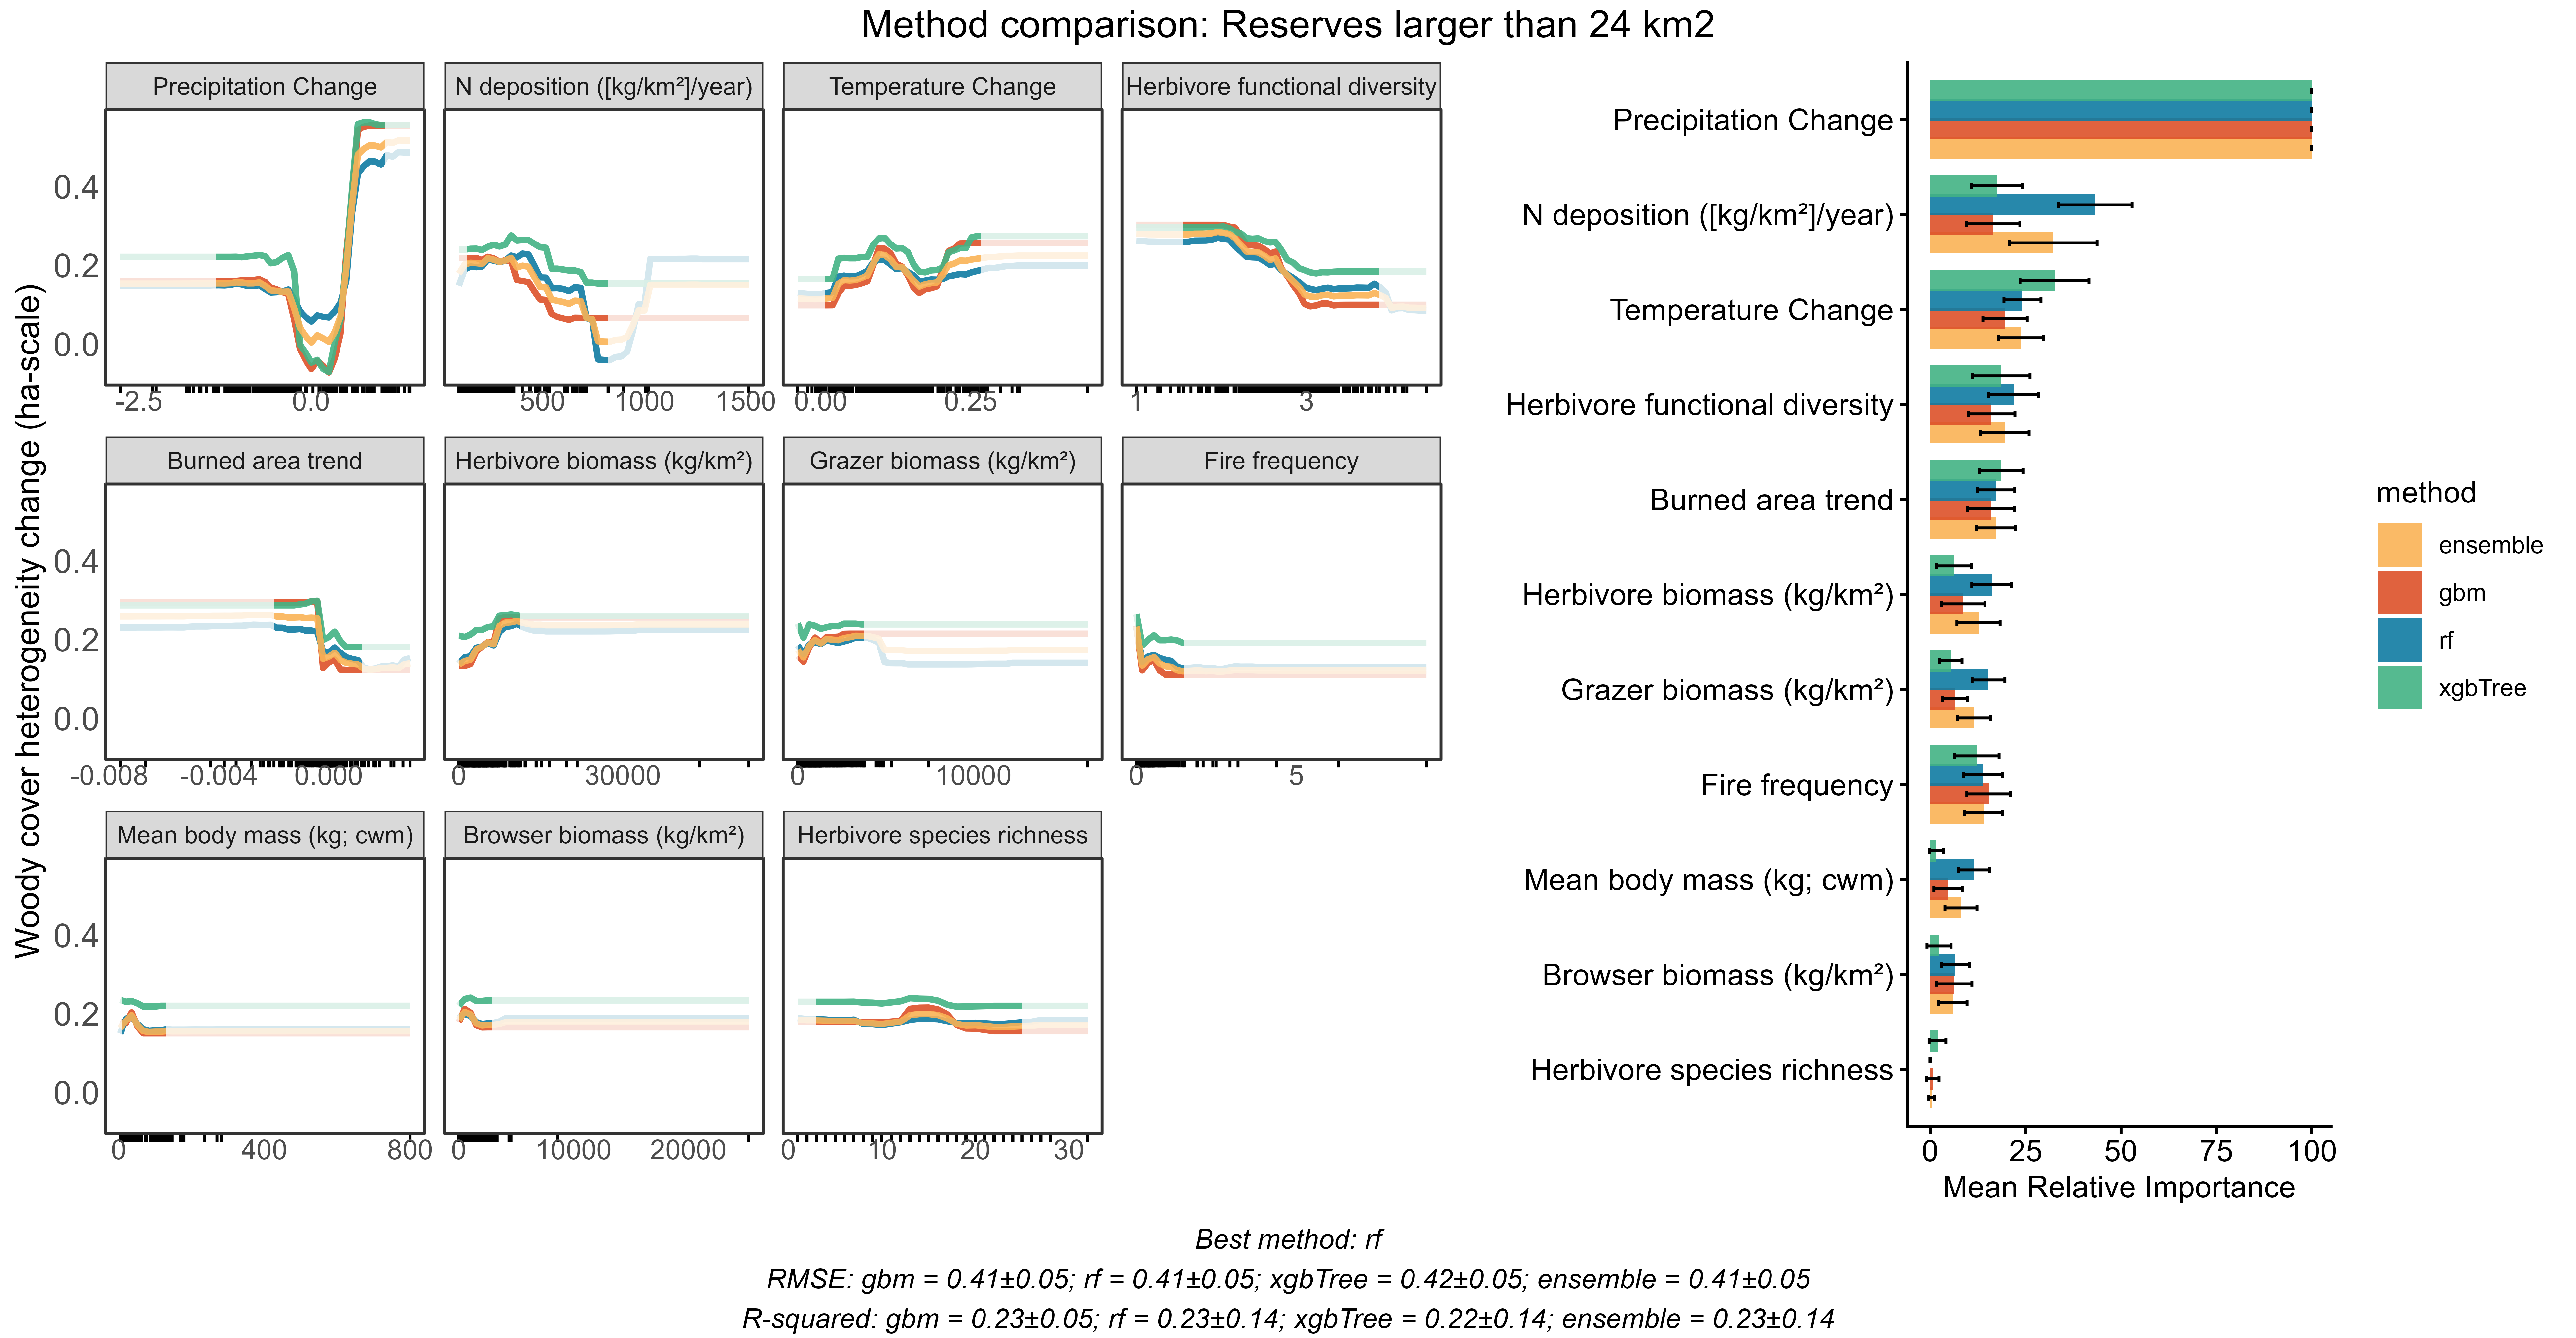 Method comparison: Reserves larger than 24 km2
Woody cover heterogeneity change (ha-scale)
Precipitation Change
N deposition ([kg/km²]/year)
Temperature Change
Herbivore functional diversity
0.4
0.2
0.0
-2.5 0.0
500 1000 1500
0.00 0.25
1 3
Burned area trend
Herbivore biomass (kg/km²)
Grazer biomass (kg/km²)
Fire frequency
0.4
0.2
0.0
-0.008 -0.004 0.000
0 30000
0 10000
0 5
Mean body mass (kg; cwm)
Browser biomass (kg/km²)
Herbivore species richness
0.4
0.2
0.0
0 400 800
0 10000 20000
0 10 20 30
Precipitation Change
N deposition ([kg/km²]/year)
Temperature Change
Herbivore functional diversity
Burned area trend
Herbivore biomass (kg/km²)
Grazer biomass (kg/km²)
Fire frequency
Mean body mass (kg; cwm)
Browser biomass (kg/km²)
Herbivore species richness
0 25 50 75 100
Mean Relative Importance
method
ensemble
gbm
rf
xgbTree
Best method: rf
RMSE: gbm = 0.41±0.05; rf = 0.41±0.05; xgbTree = 0.42±0.05; ensemble = 0.41±0.05
R-squared: gbm = 0.23±0.05; rf = 0.23±0.14; xgbTree = 0.22±0.14; ensemble = 0.23±0.14